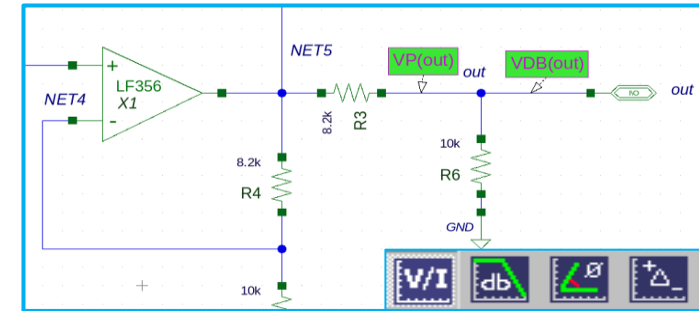 NET5
VP(out)
out
VDB(out)
+
LF356
X1
NET4
-
8.2k
R3
out
10k
R6
8.2k
R4
GND
10k
V/I
db
Ø
+Δ-